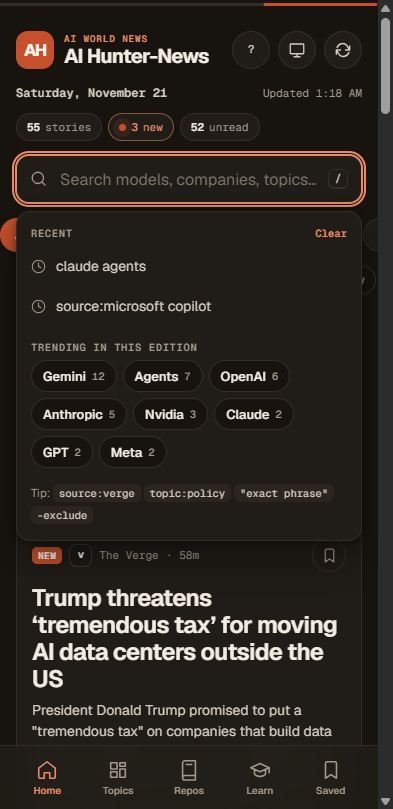 AH
AI WORLD NEWS
AI Hunter-News
?
Saturday, November 21
Updated 1:18 AM
55 stories
3 new
52 unread
Search models, companies, topics…
/
RECENT
Clear
claude agents
source:microsoft copilot
TRENDING IN THIS EDITION
Gemini 12
Agents 7
OpenAI 6
Anthropic 5
Nvidia 3
Claude 2
GPT 2
Meta 2
Tip: source:verge topic:policy "exact phrase"
-exclude
NEW
V
The Verge · 58m
Trump threatens
‘tremendous tax’ for moving
AI data centers outside the
US
President Donald Trump promised to put a
"tremendous tax" on companies that build data
Home
Topics
Repos
Learn
Saved